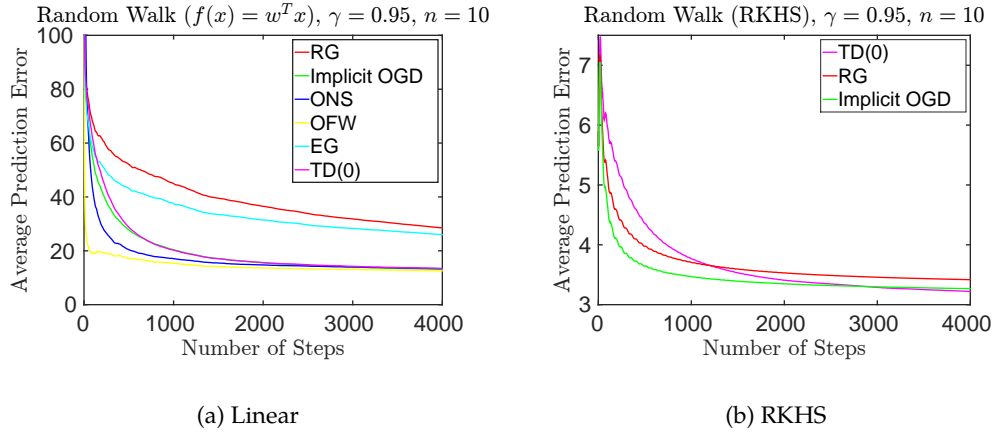 Random Walk (f(x) = w^T x), γ = 0.95, n = 10
100
80
60
40
20
0
Average Prediction Error
RG
Implicit OGD
ONS
OFW
EG
TD(0)
0 1000 2000 3000 4000
Number of Steps
(a) Linear
Random Walk (RKHS), γ = 0.95, n = 10
7
6
5
4
3
Average Prediction Error
TD(0)
RG
Implicit OGD
0 1000 2000 3000 4000
Number of Steps
(b) RKHS